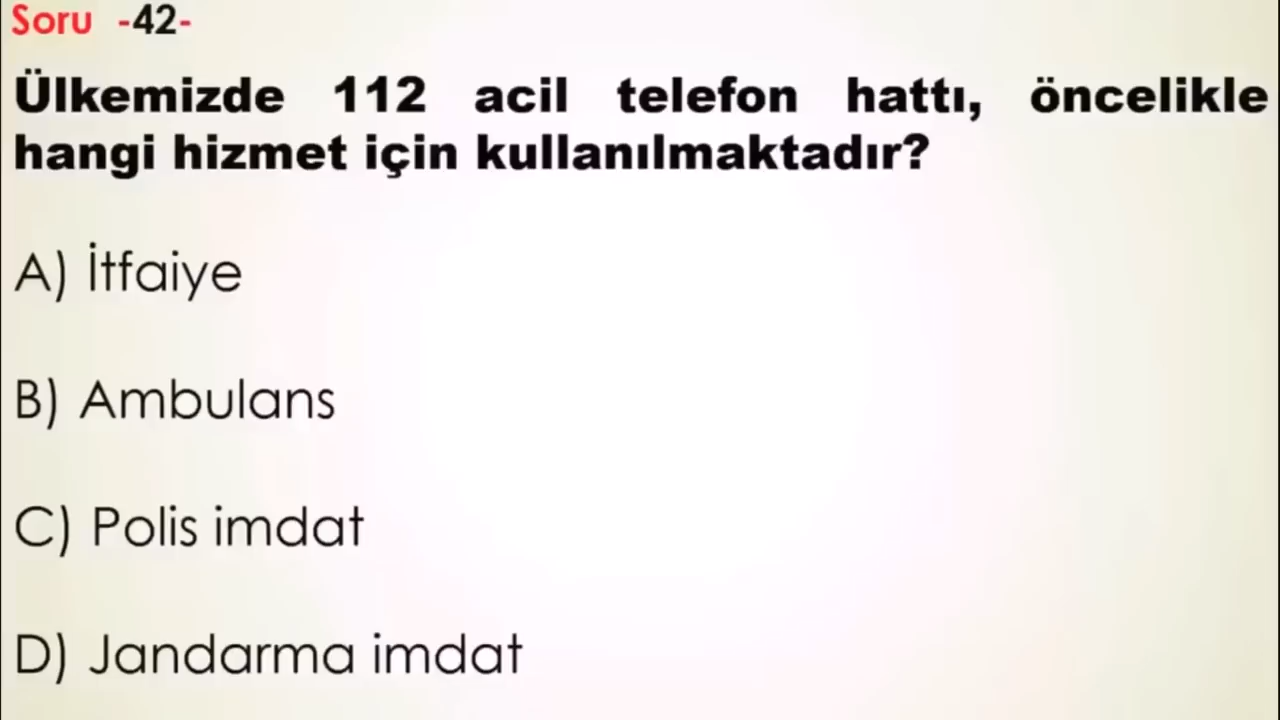 Soru -42-
Ülkemizde 112 acil telefon hattı, öncelikle
hangi hizmet için kullanılmaktadır?
A) İtfaiye
B) Ambulans
C) Polis imdat
D) Jandarma imdat